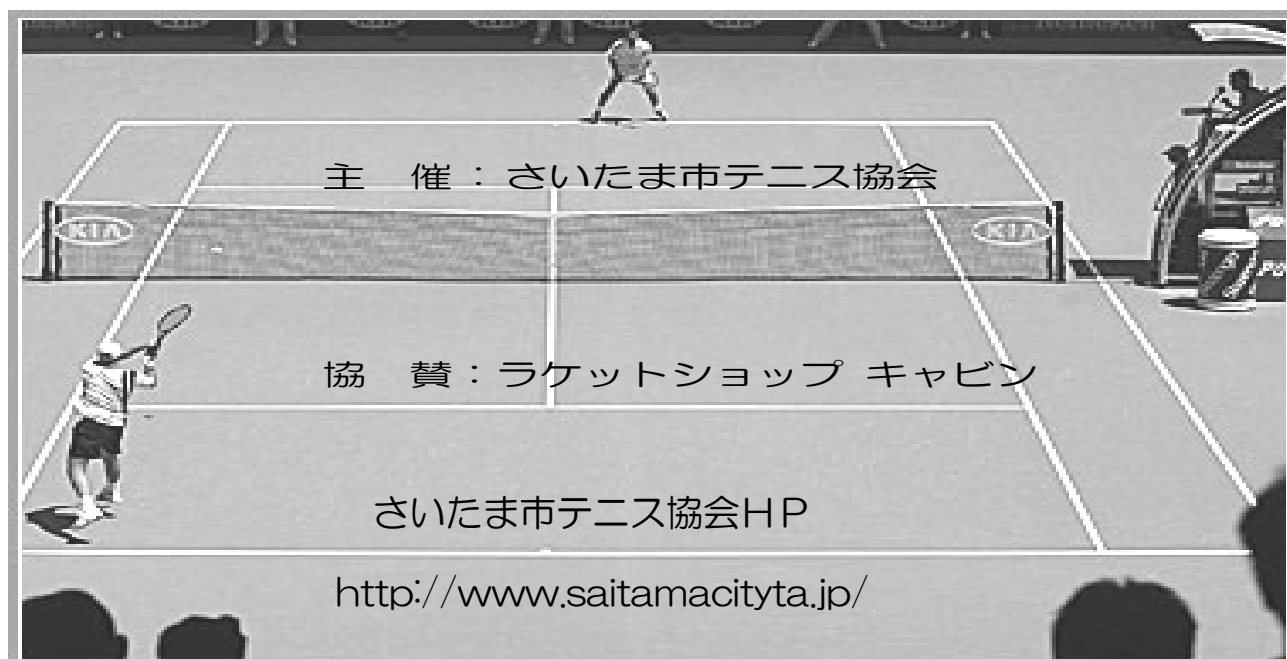 主　催：さいたま市テニス協会
KIA KIA
協　賛：ラケットショップ キャビン
さいたま市テニス協会ＨＰ
http://www.saitamacityta.jp/